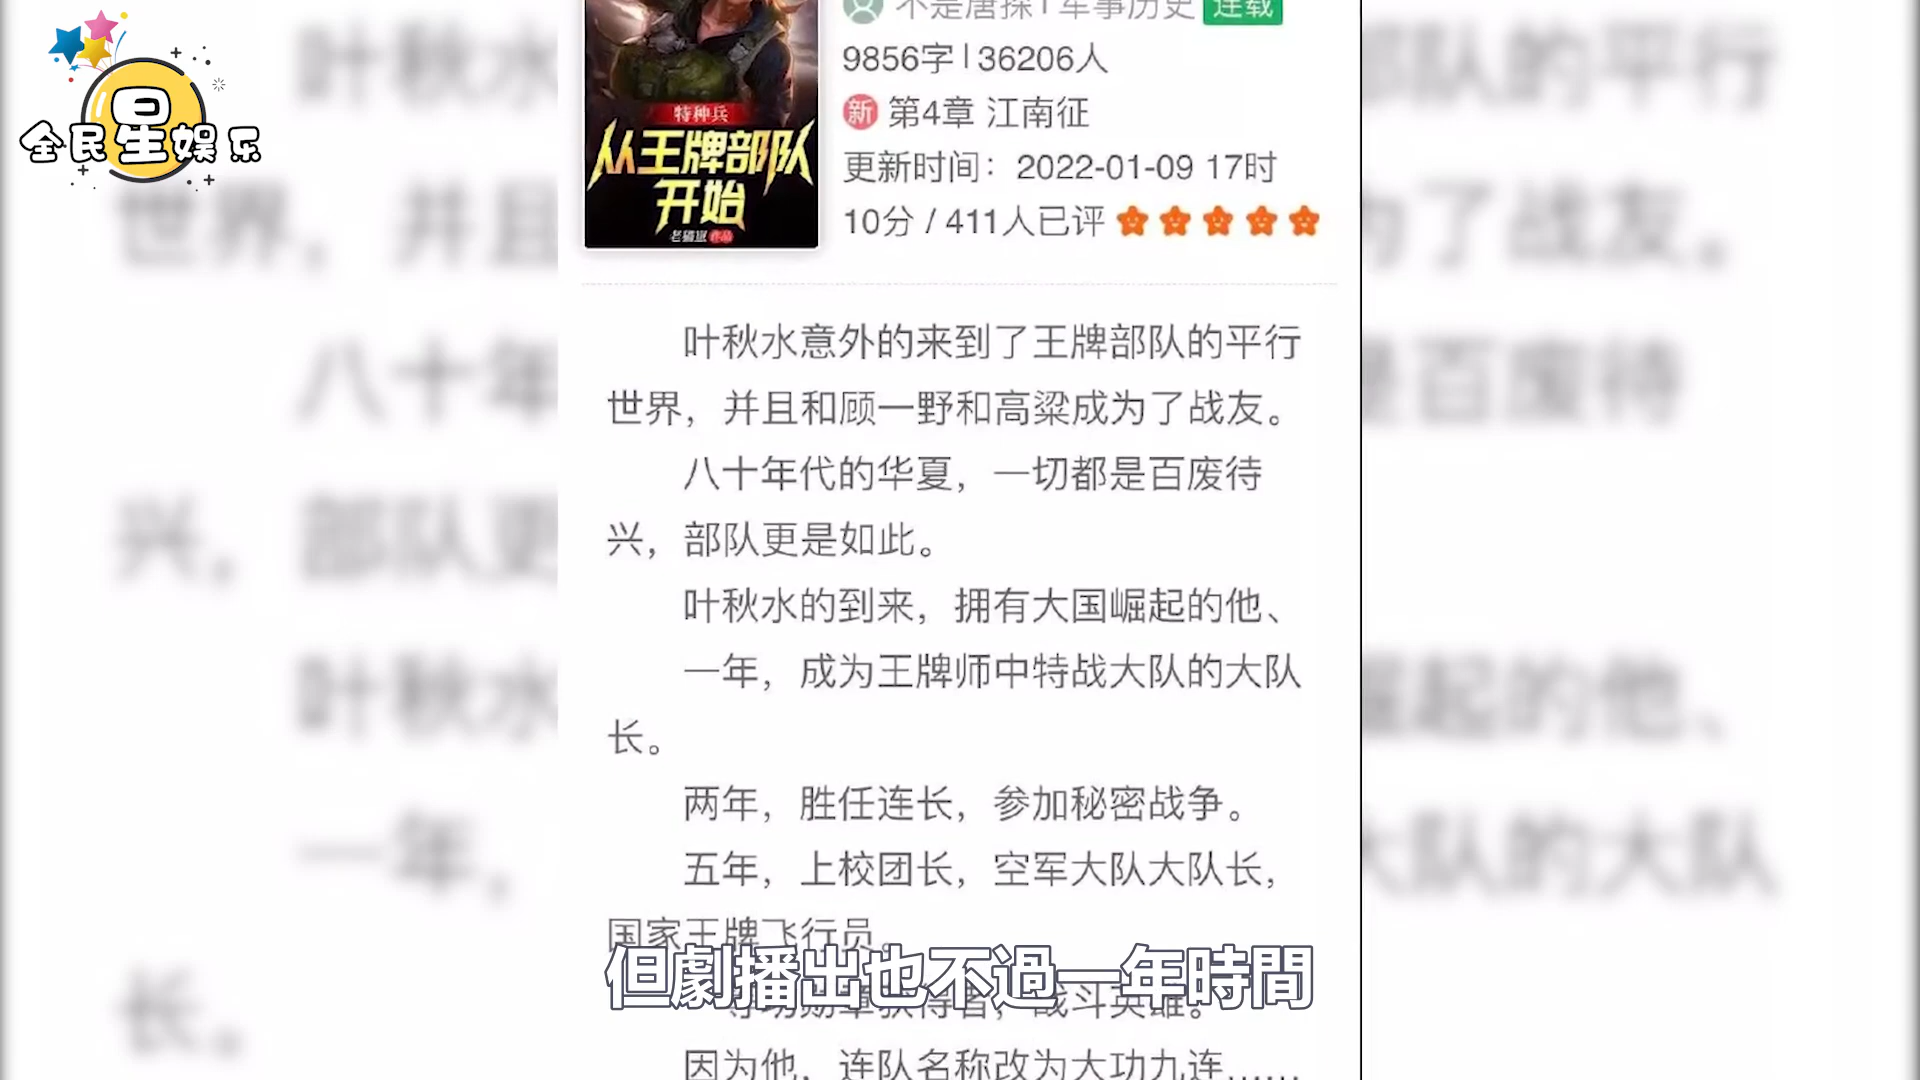 全民星娱乐
不是唐探 | 军事历史 连载
9856字 | 36206人
新 第4章 江南征
更新时间：2022-01-09 17时
10分 / 411人已评
特种兵
从王牌部队
开始
叶秋水意外的来到了王牌部队的平行
世界，并且和顾一野和高粱成为了战友。
八十年代的华夏，一切都是百废待
兴，部队更是如此。
叶秋水的到来，拥有大国崛起的他、
一年，成为王牌师中特战大队的大队
长。
两年，胜任连长，参加秘密战争。
五年，上校团长，空军大队大队长，
国家王牌飞行员。
但劇播出也不過一年時間
因为他，连队名称改为大功九连……